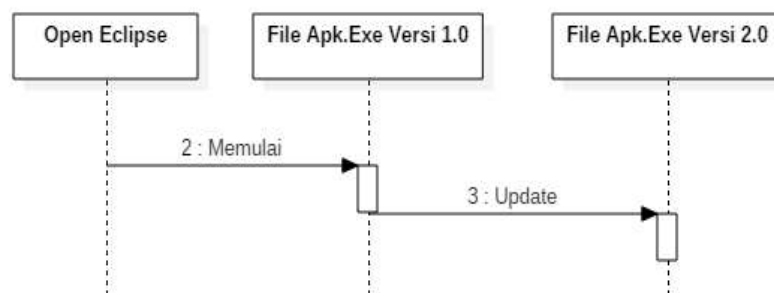 Open Eclipse
File Apk.Exe Versi 1.0
File Apk.Exe Versi 2.0
2 : Memulai
3 : Update